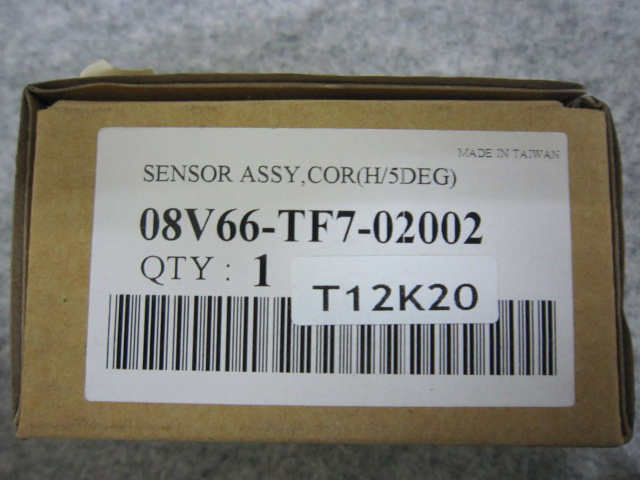 MADE IN TAIWAN
SENSOR ASSY,COR(H/5DEG)
08V66-TF7-02002
QTY : 1
T12K20